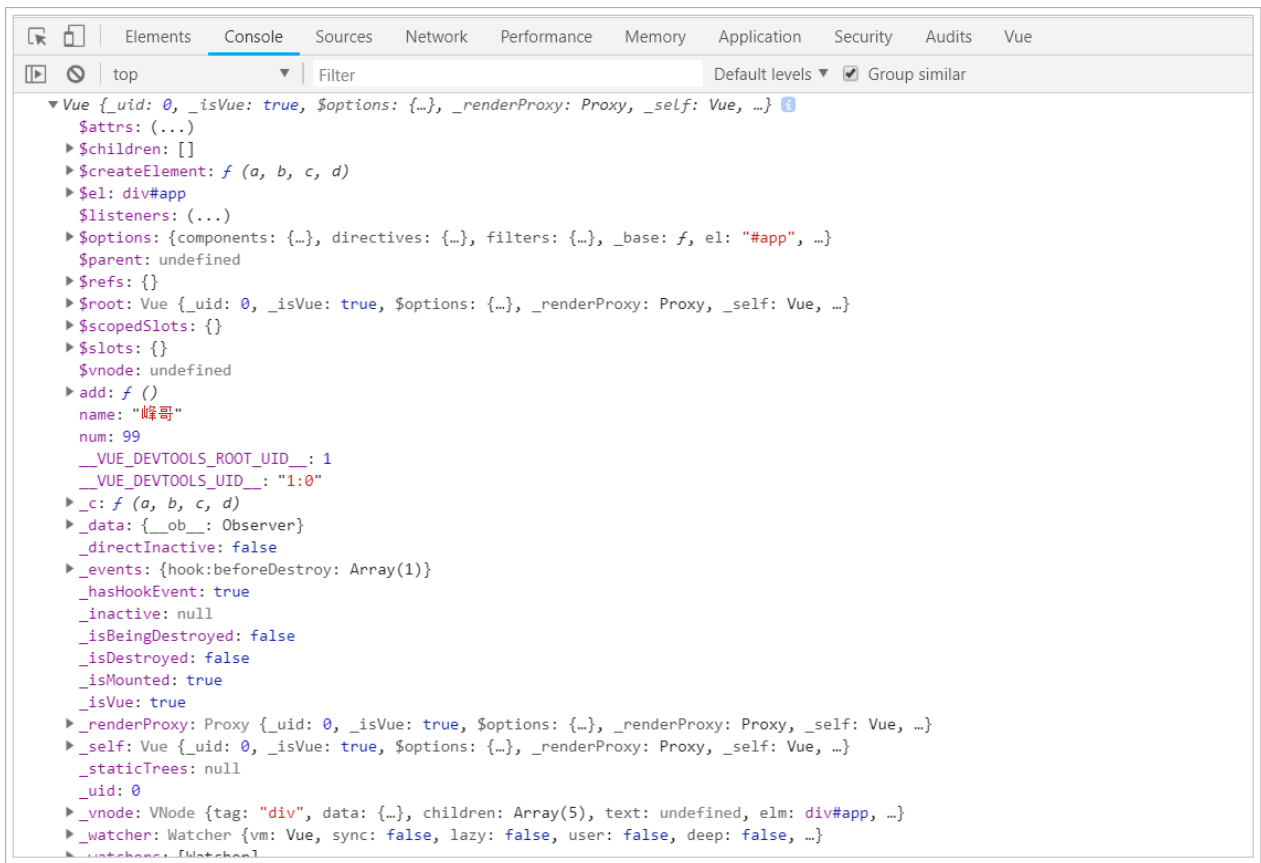 Elements Console Sources Network Performance Memory Application Security Audits Vue
top Filter Default levels Group similar
Vue {_uid: 0, _isVue: true, $options: {…}, _renderProxy: Proxy, _self: Vue, …}
$attrs: (...)
$children: []
$createElement: ƒ (a, b, c, d)
$el: div#app
$listeners: (...)
$options: {components: {…}, directives: {…}, filters: {…}, _base: ƒ, el: "#app", …}
$parent: undefined
$refs: {}
$root: Vue {_uid: 0, _isVue: true, $options: {…}, _renderProxy: Proxy, _self: Vue, …}
$scopedSlots: {}
$slots: {}
$vnode: undefined
add: ƒ ()
name: "峰哥"
num: 99
__VUE_DEVTOOLS_ROOT_UID__: 1
__VUE_DEVTOOLS_UID__: "1:0"
_c: ƒ (a, b, c, d)
_data: {__ob__: Observer}
_directInactive: false
_events: {hook:beforeDestroy: Array(1)}
_hasHookEvent: true
_inactive: null
_isBeingDestroyed: false
_isDestroyed: false
_isMounted: true
_isVue: true
_renderProxy: Proxy {_uid: 0, _isVue: true, $options: {…}, _renderProxy: Proxy, _self: Vue, …}
_self: Vue {_uid: 0, _isVue: true, $options: {…}, _renderProxy: Proxy, _self: Vue, …}
_staticTrees: null
_uid: 0
_vnode: VNode {tag: "div", data: {…}, children: Array(5), text: undefined, elm: div#app, …}
_watcher: Watcher {vm: Vue, sync: false, lazy: false, user: false, deep: false, …}
_watchers: [Watcher]